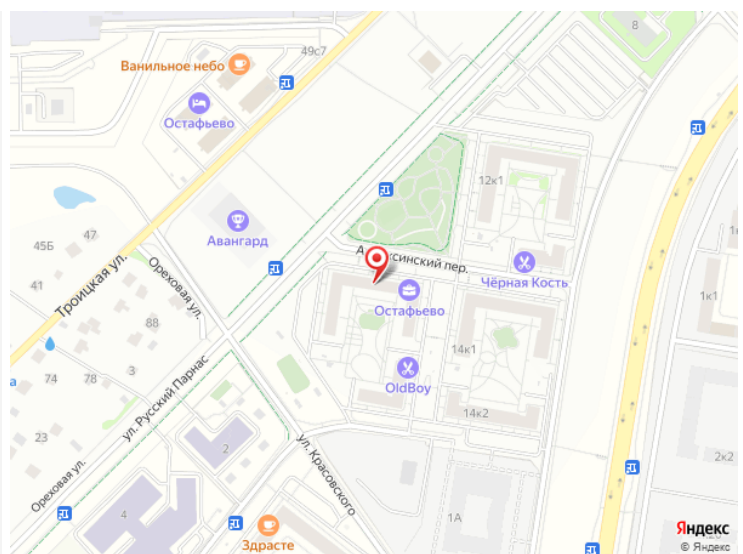 8
49с7
Ванильное небо
Остафьево
12к1
Авангард
47
45Б
41
Троицкая ул.
Ореховая ул.
синский пер.
Чёрная Кость
Остафьево
1к1
88
14к1
74
78
3
ул. Русский Парнас
OldBoy
14к2
23
2
ул. Красовского
2к2
Ореховая ул.
4
1А
Здрасте
Яндекс
© Яндекс